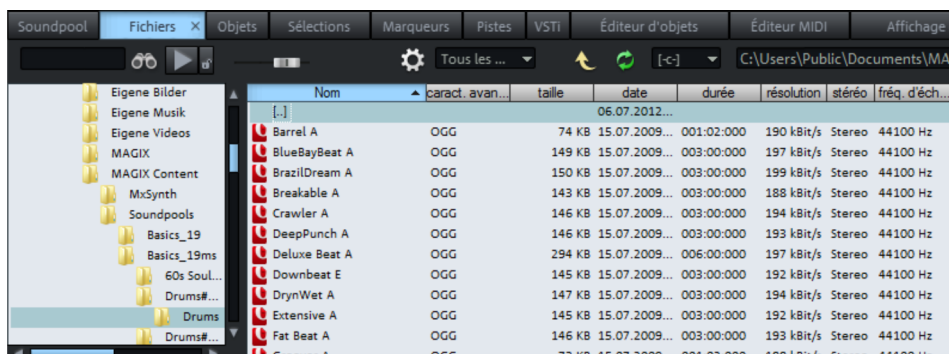 Soundpool Fichiers × Objets Sélections Marqueurs Pistes VSTi Éditeur d'objets Éditeur MIDI Affichage
Tous les ... [-c-] C:\Users\Public\Documents\MA
Eigene Bilder
Eigene Musik
Eigene Videos
MAGIX
MAGIX Content
MxSynth
Soundpools
Basics_19
Basics_19ms
60s Soul...
Drums#...
Drums
Drums#...
Nom caract. avan... taille date durée résolution stéréo fréq. d'éch...
[..] 06.07.2012...
Barrel A OGG 74 KB 15.07.2009... 001:02:000 190 kBit/s Stereo 44100 Hz
BlueBayBeat A OGG 149 KB 15.07.2009... 003:00:000 197 kBit/s Stereo 44100 Hz
BrazilDream A OGG 150 KB 15.07.2009... 003:00:000 199 kBit/s Stereo 44100 Hz
Breakable A OGG 143 KB 15.07.2009... 003:00:000 188 kBit/s Stereo 44100 Hz
Crawler A OGG 146 KB 15.07.2009... 003:00:000 194 kBit/s Stereo 44100 Hz
DeepPunch A OGG 146 KB 15.07.2009... 003:00:000 193 kBit/s Stereo 44100 Hz
Deluxe Beat A OGG 294 KB 15.07.2009... 006:00:000 197 kBit/s Stereo 44100 Hz
Downbeat E OGG 145 KB 15.07.2009... 003:00:000 192 kBit/s Stereo 44100 Hz
DrynWet A OGG 147 KB 15.07.2009... 003:00:000 194 kBit/s Stereo 44100 Hz
Extensive A OGG 145 KB 15.07.2009... 003:00:000 192 kBit/s Stereo 44100 Hz
Fat Beat A OGG 146 KB 15.07.2009... 003:00:000 193 kBit/s Stereo 44100 Hz